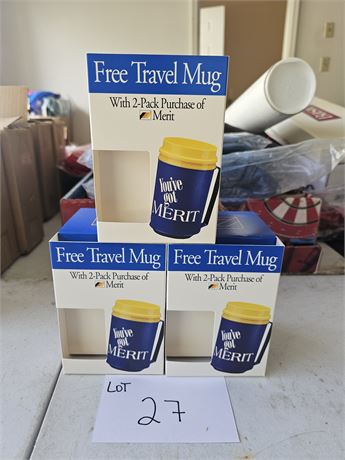 Free Travel Mug
With 2-Pack Purchase of
Merit
You've
got
MERIT
Free Travel Mug
With 2-Pack Purchase of
Merit
You've
got
MERIT
Free Travel Mug
With 2-Pack Purchase of
Merit
You've
got
MERIT
LOT
27